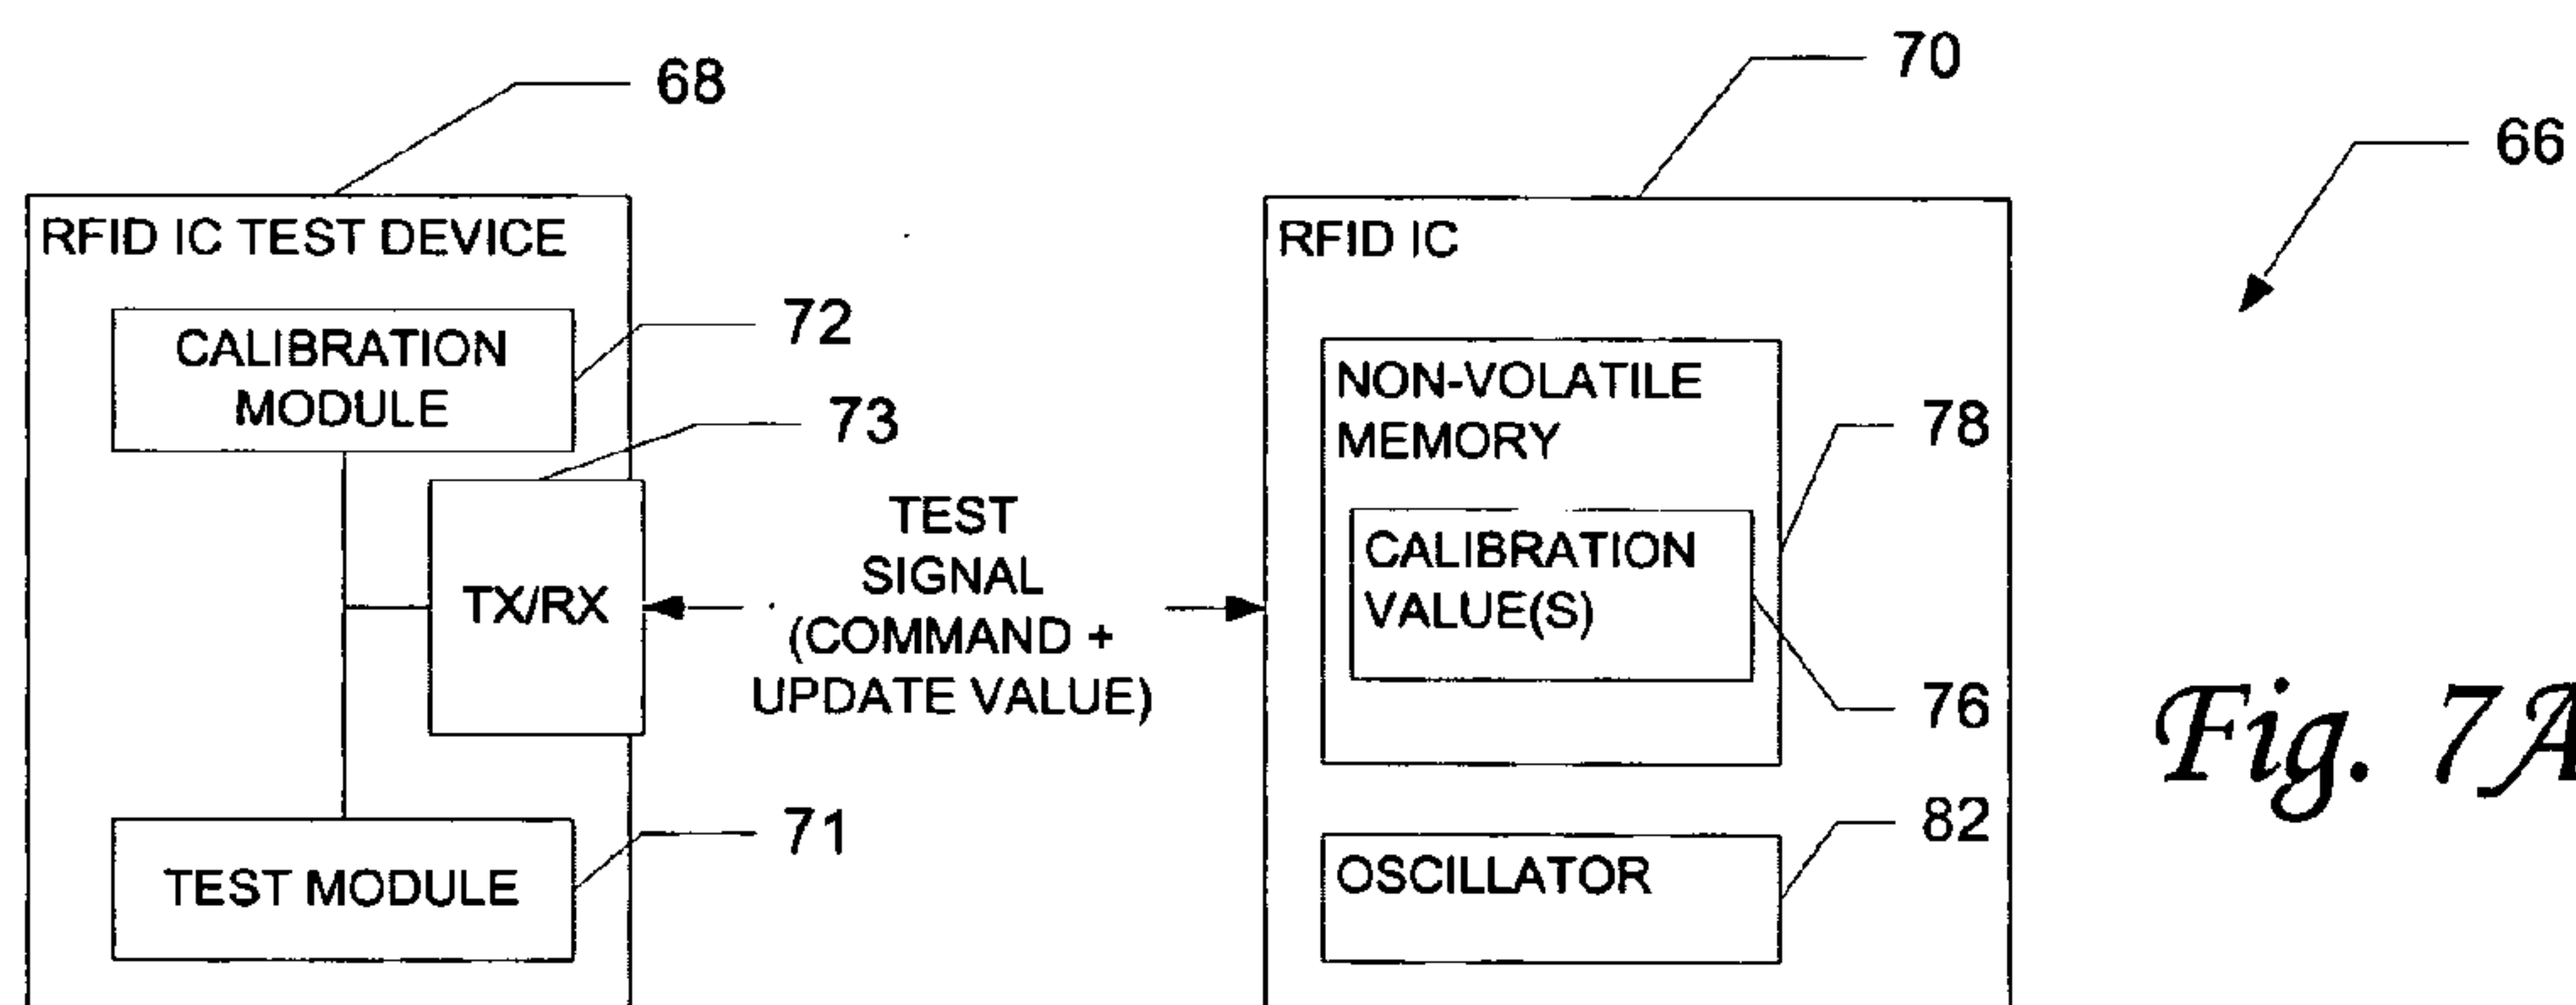 68
70
66
RFID IC TEST DEVICE
RFID IC
CALIBRATION
MODULE
72
73
TX/RX
TEST
SIGNAL
(COMMAND +
UPDATE VALUE)
NON-VOLATILE
MEMORY
78
CALIBRATION
VALUE(S)
76
TEST MODULE
71
OSCILLATOR
82
Fig. 7A